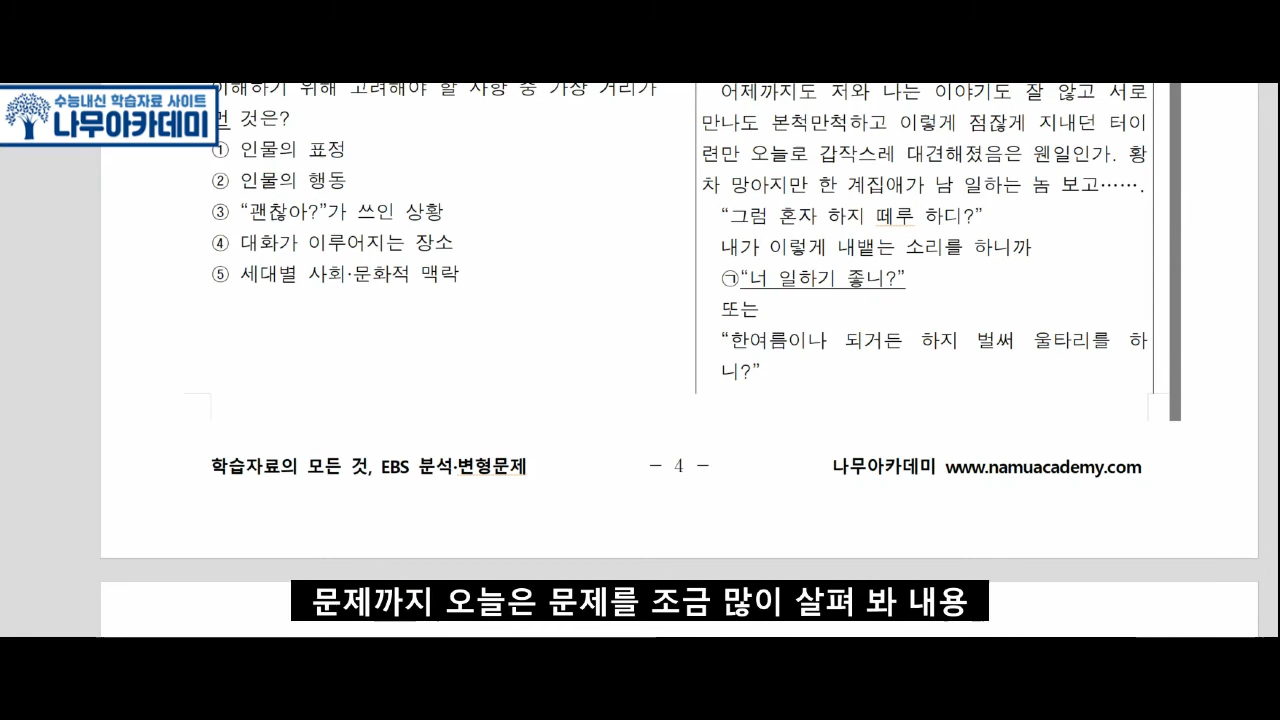 수능내신 학습자료 사이트
나무아카데미
이해하기 위해 고려해야 할 사항 중 가장 거리가
먼 것은?
① 인물의 표정
② 인물의 행동
③ “괜찮아?”가 쓰인 상황
④ 대화가 이루어지는 장소
⑤ 세대별 사회·문화적 맥락
어제까지도 저와 나는 이야기도 잘 않고 서로
만나도 본척만척하고 이렇게 점잖게 지내던 터이
련만 오늘로 갑작스레 대견해졌음은 웬일인가. 황
차 망아지만 한 계집애가 남 일하는 놈 보고…….
“그럼 혼자 하지 떼루 하디?”
내가 이렇게 내뱉는 소리를 하니까
㉠“너 일하기 좋니?”
또는
“한여름이나 되거든 하지 벌써 울타리를 하
니?”
학습자료의 모든 것, EBS 분석·변형문제
－ 4 －
나무아카데미 www.namuacademy.com
문제까지 오늘은 문제를 조금 많이 살펴 봐 내용